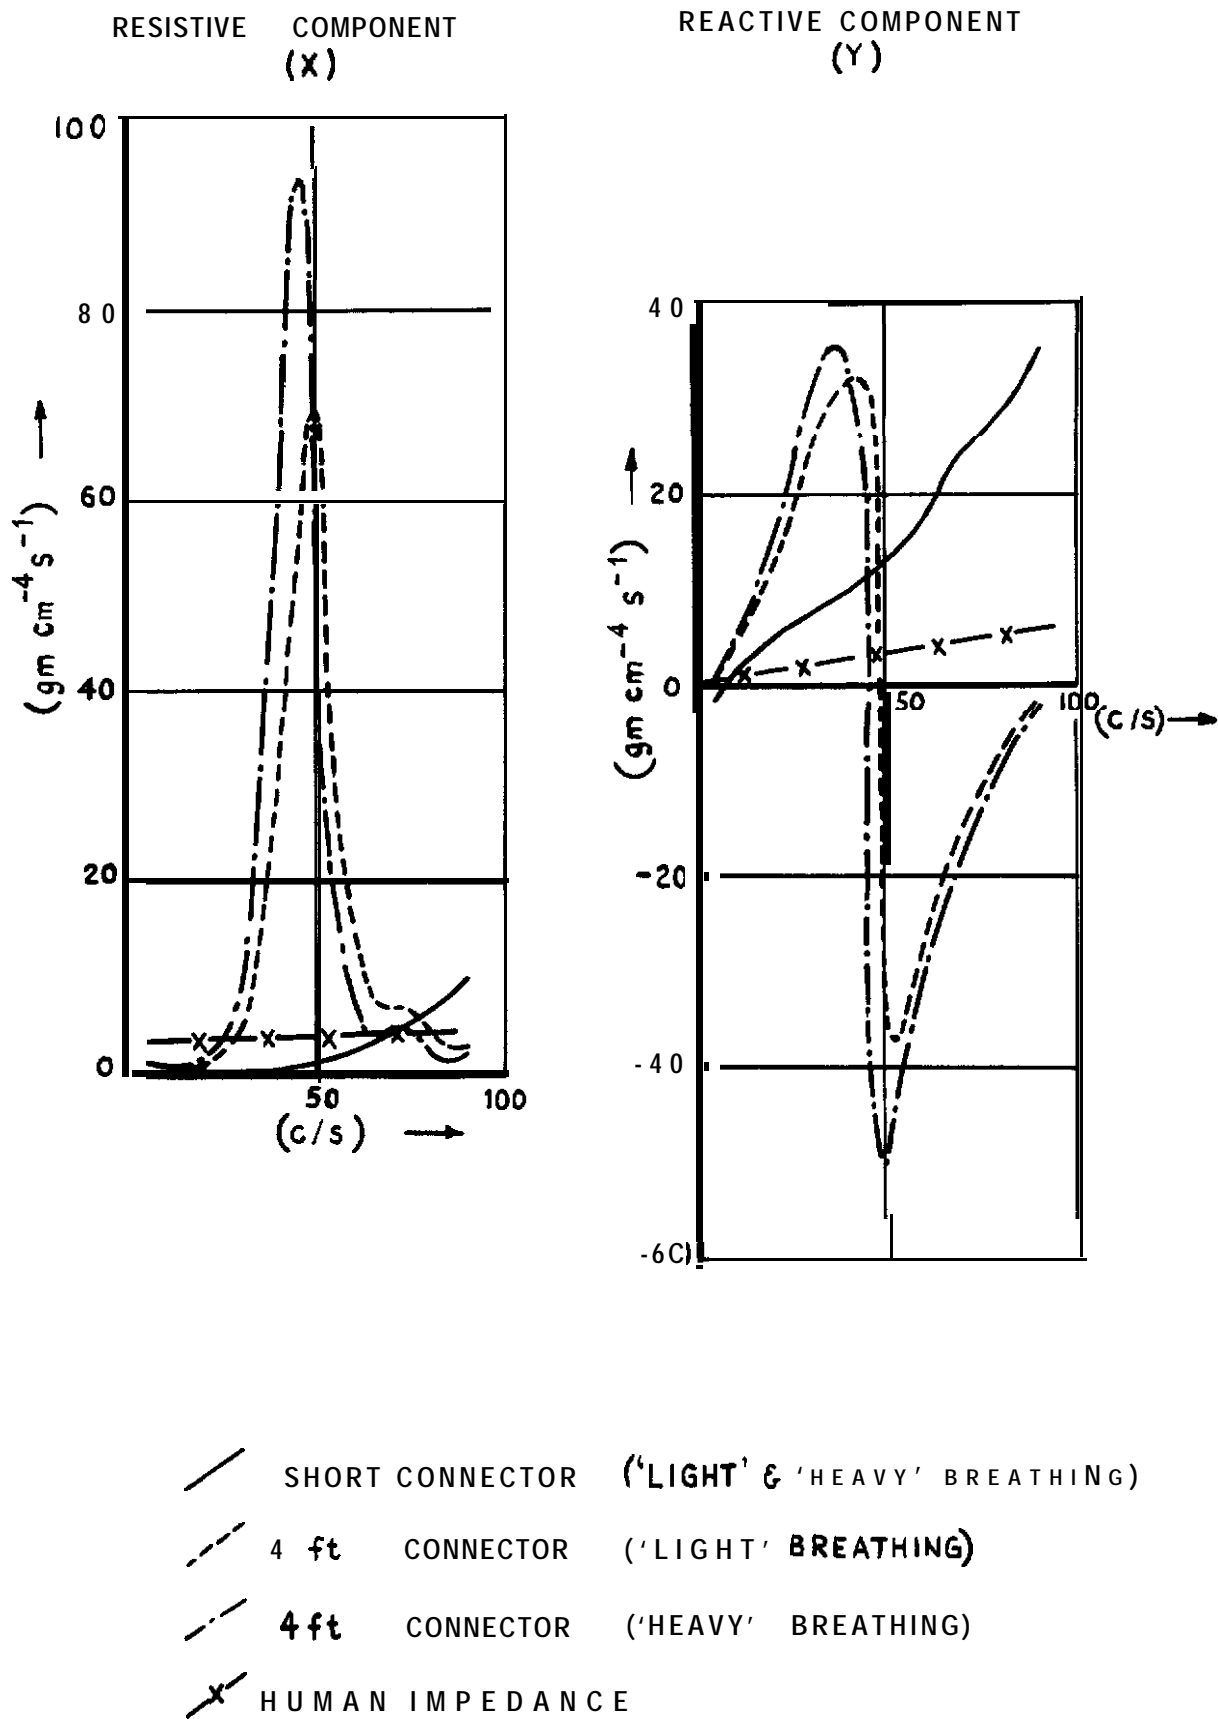 RESISTIVE COMPONENT
(X)
100
80
60
40
20
0
50
100
(gm cm⁻⁴ s⁻¹)
(c/s)
REACTIVE COMPONENT
(Y)
40
20
0
50
100
(c/s)
-20
-40
-6C)
(gm cm⁻⁴ s⁻¹)
SHORT CONNECTOR ('LIGHT' & 'HEAVY' BREATHING)
4 ft CONNECTOR ('LIGHT' BREATHING)
4 ft CONNECTOR ('HEAVY' BREATHING)
HUMAN IMPEDANCE